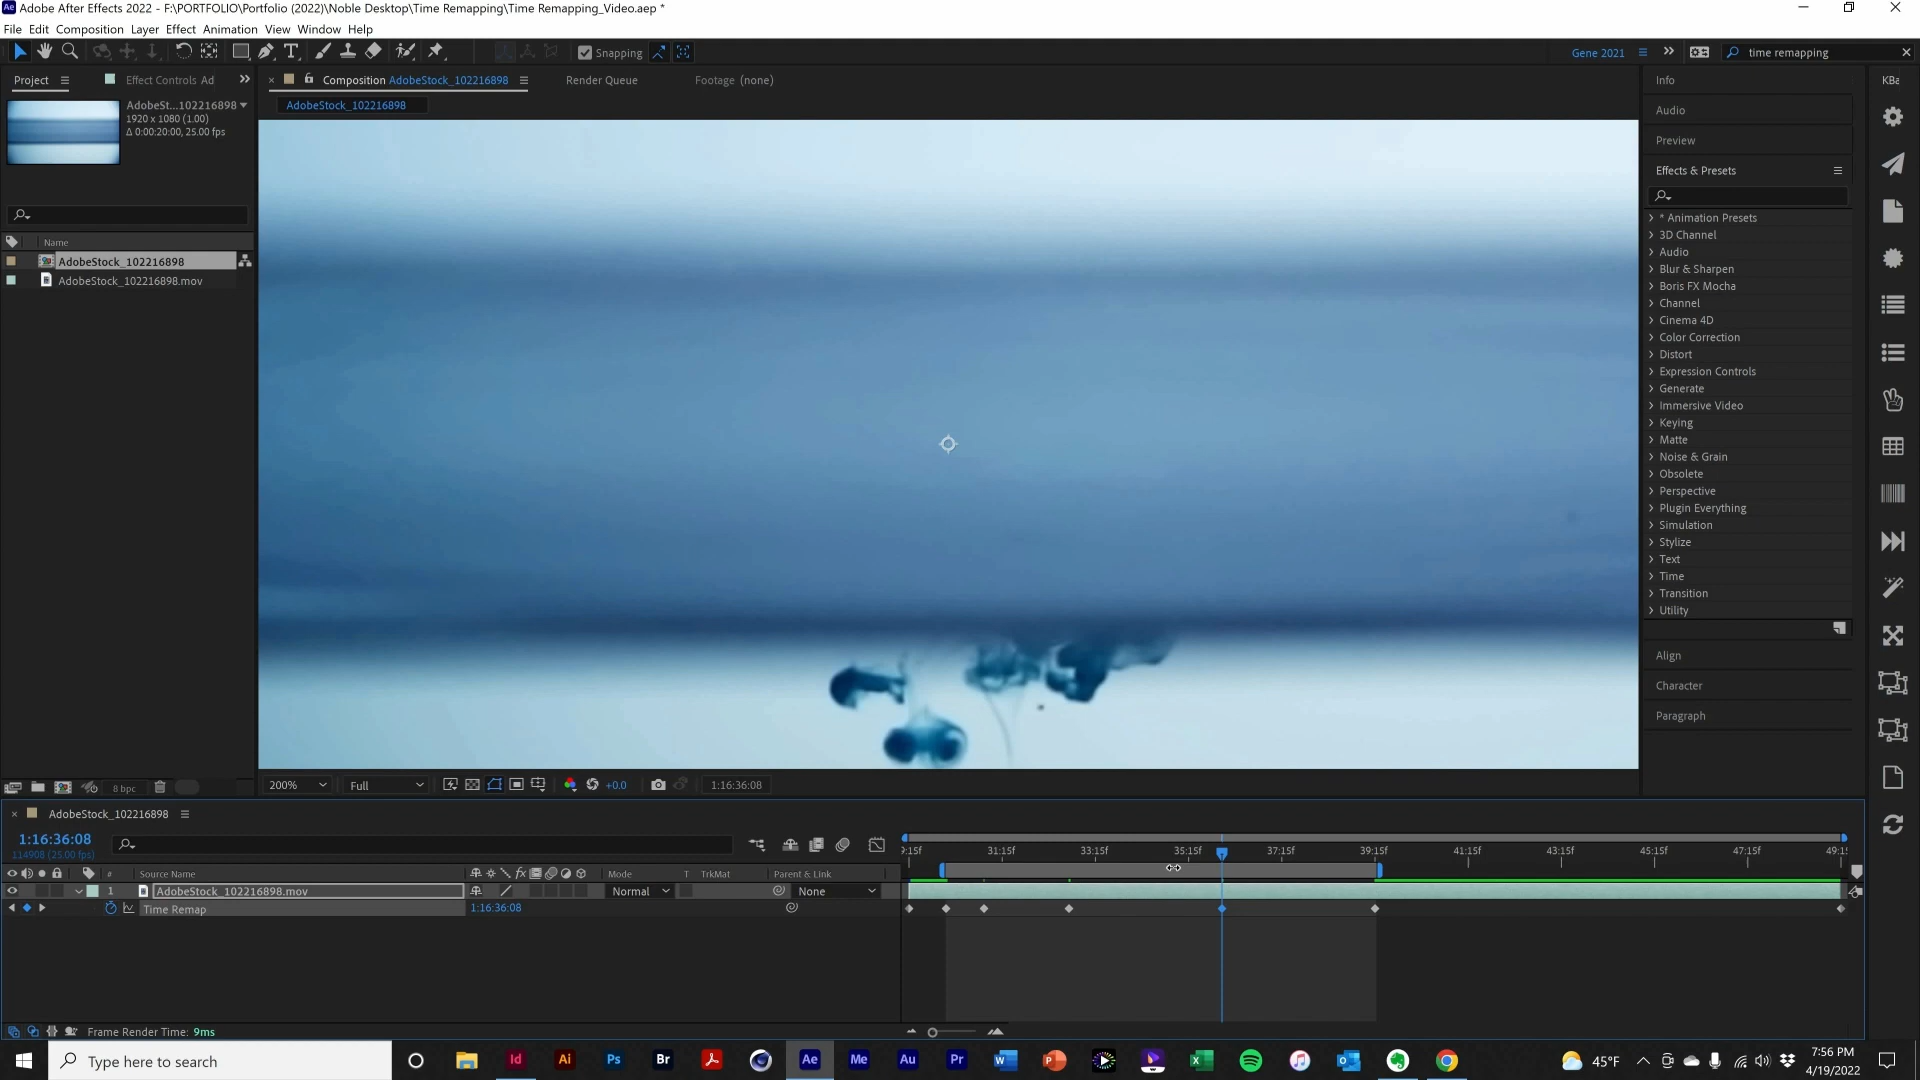 Ae Adobe After Effects 2022 - F:\PORTFOLIO\Portfolio (2022)\Noble Desktop\Time Remapping\Time Remapping_Video.aep *
File Edit Composition Layer Effect Animation View Window Help
Snapping Gene 2021 time remapping
Project Effect Controls Ad Composition AdobeStock_102216898 Render Queue Footage (none)
AdobeStock_102216898
AdobeSt...102216898
1920 x 1080 (1.00)
Δ 0:00:20:00, 25.00 fps
Name
AdobeStock_102216898
AdobeStock_102216898.mov
8 bpc
200% Full +0.0 1:16:36:08
Info
Audio
Preview
Effects & Presets
* Animation Presets
3D Channel
Audio
Blur & Sharpen
Boris FX Mocha
Channel
Cinema 4D
Color Correction
Distort
Expression Controls
Generate
Immersive Video
Keying
Matte
Noise & Grain
Obsolete
Perspective
Plugin Everything
Simulation
Stylize
Text
Time
Transition
Utility
Align
Character
Paragraph
KBa
AdobeStock_102216898
1:16:36:08
114908 (25.00 fps)
9:15f 31:15f 33:15f 35:15f 37:15f 39:15f 41:15f 43:15f 45:15f 47:15f 49:1
# Source Name Mode T TrkMat Parent & Link
1 AdobeStock_102216898.mov Normal None
Time Remap 1:16:36:08
Frame Render Time: 9ms
Type here to search
Id Ai Ps Br Ae Me Au Pr
45°F
7:56 PM
4/19/2022